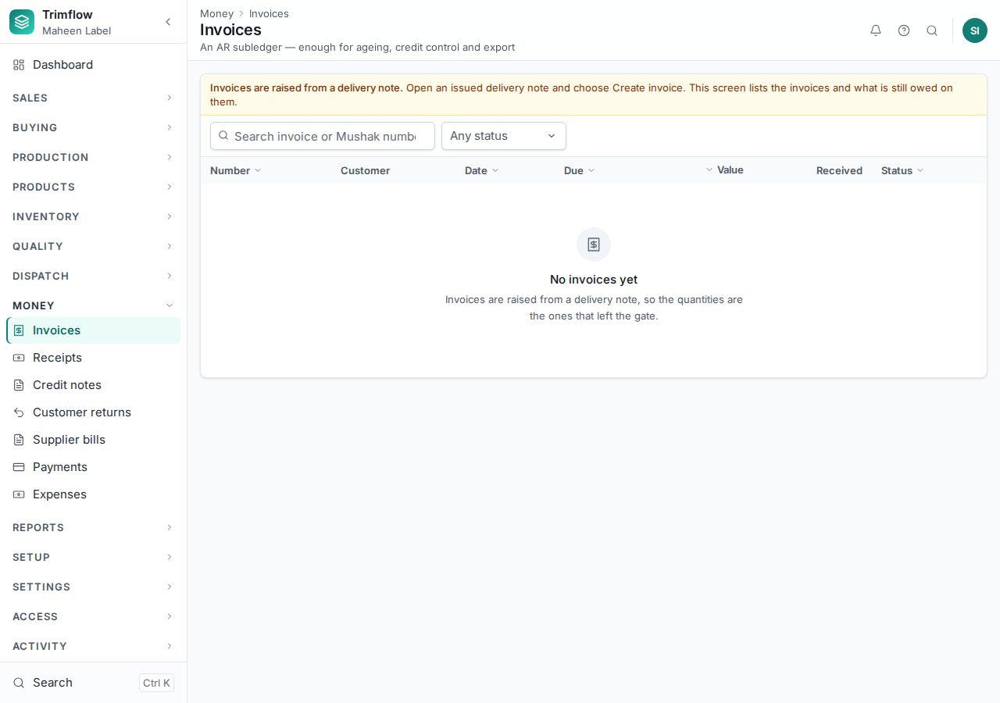 Trimflow
Maheen Label
Dashboard
SALES
BUYING
PRODUCTION
PRODUCTS
INVENTORY
QUALITY
DISPATCH
MONEY
Invoices
Receipts
Credit notes
Customer returns
Supplier bills
Payments
Expenses
REPORTS
SETUP
SETTINGS
ACCESS
ACTIVITY
Search Ctrl K
Money Invoices
Invoices
An AR subledger — enough for ageing, credit control and export
SI
Invoices are raised from a delivery note. Open an issued delivery note and choose Create invoice. This screen lists the invoices and what is still owed on
them.
Search invoice or Mushak numb
Any status
Number Customer Date Due Value Received Status
No invoices yet
Invoices are raised from a delivery note, so the quantities are
the ones that left the gate.